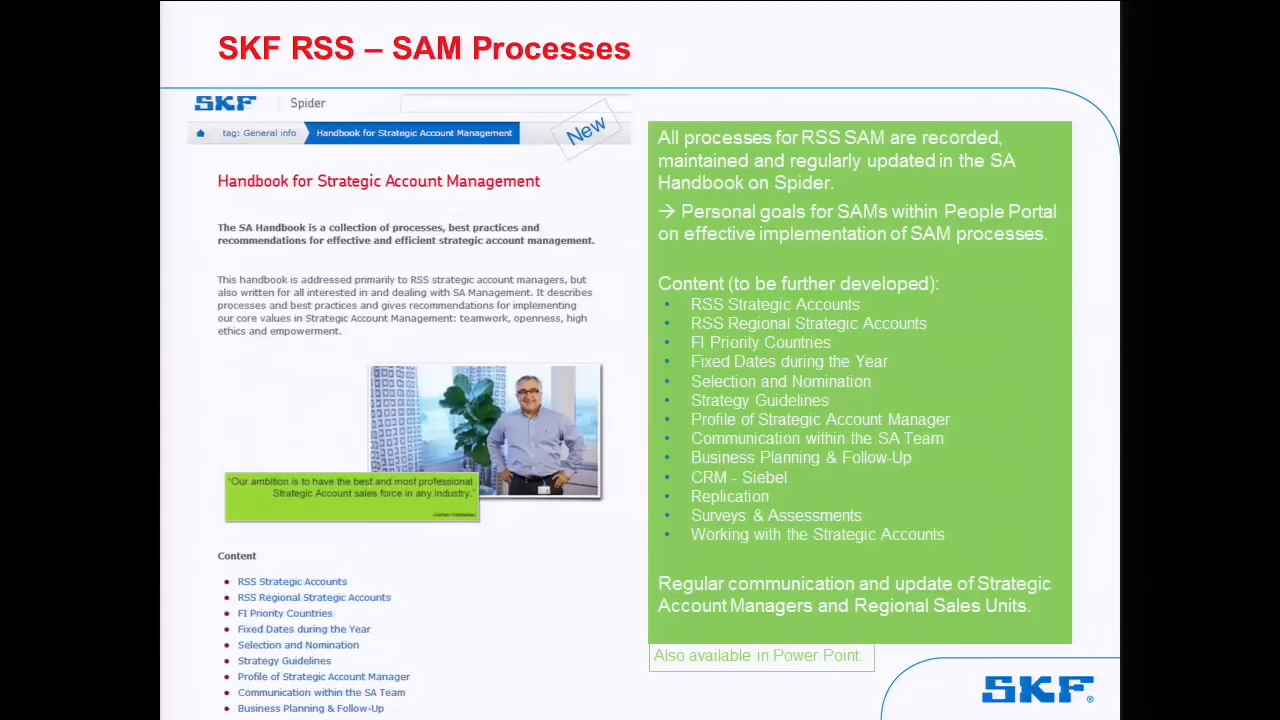 SKF RSS – SAM Processes
SKF
Spider
tag: General info
Handbook for Strategic Account Management
New
Handbook for Strategic Account Management
The SA Handbook is a collection of processes, best practices and
recommendations for effective and efficient strategic account management.
This handbook is addressed primarily to RSS strategic account managers, but
also written for all interested in and dealing with SA Management. It describes
processes and best practices and gives recommendations for implementing
our core values in Strategic Account Management: teamwork, openness, high
ethics and empowerment.
"Our ambition is to have the best and most professional
Strategic Account sales force in any industry."
Content
• RSS Strategic Accounts
• RSS Regional Strategic Accounts
• FI Priority Countries
• Fixed Dates during the Year
• Selection and Nomination
• Strategy Guidelines
• Profile of Strategic Account Manager
• Communication within the SA Team
• Business Planning & Follow-Up
All processes for RSS SAM are recorded,
maintained and regularly updated in the SA
Handbook on Spider.
→ Personal goals for SAMs within People Portal
on effective implementation of SAM processes.
Content (to be further developed):
• RSS Strategic Accounts
• RSS Regional Strategic Accounts
• FI Priority Countries
• Fixed Dates during the Year
• Selection and Nomination
• Strategy Guidelines
• Profile of Strategic Account Manager
• Communication within the SA Team
• Business Planning & Follow-Up
• CRM - Siebel
• Replication
• Surveys & Assessments
• Working with the Strategic Accounts
Regular communication and update of Strategic
Account Managers and Regional Sales Units.
Also available in Power Point.
SKF®